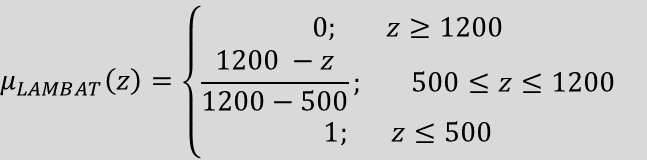 0; z ≥ 1200
μ_LAMBAT(z) = { (1200 − z) / (1200 − 500); 500 ≤ z ≤ 1200
1; z ≤ 500